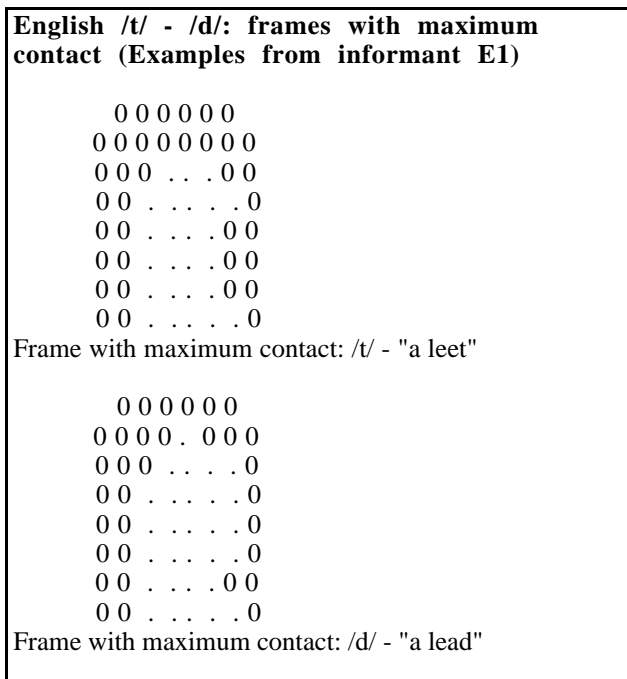 English /t/ - /d/: frames with maximum
contact (Examples from informant E1)
0 0 0 0 0 0
0 0 0 0 0 0 0 0
0 0 0 . . . 0 0
0 0 . . . . . 0
0 0 . . . . 0 0
0 0 . . . . 0 0
0 0 . . . . 0 0
0 0 . . . . . 0
Frame with maximum contact: /t/ - "a leet"
0 0 0 0 0 0
0 0 0 0 . 0 0 0
0 0 0 . . . . 0
0 0 . . . . . 0
0 0 . . . . . 0
0 0 . . . . . 0
0 0 . . . . 0 0
0 0 . . . . . 0
Frame with maximum contact: /d/ - "a lead"